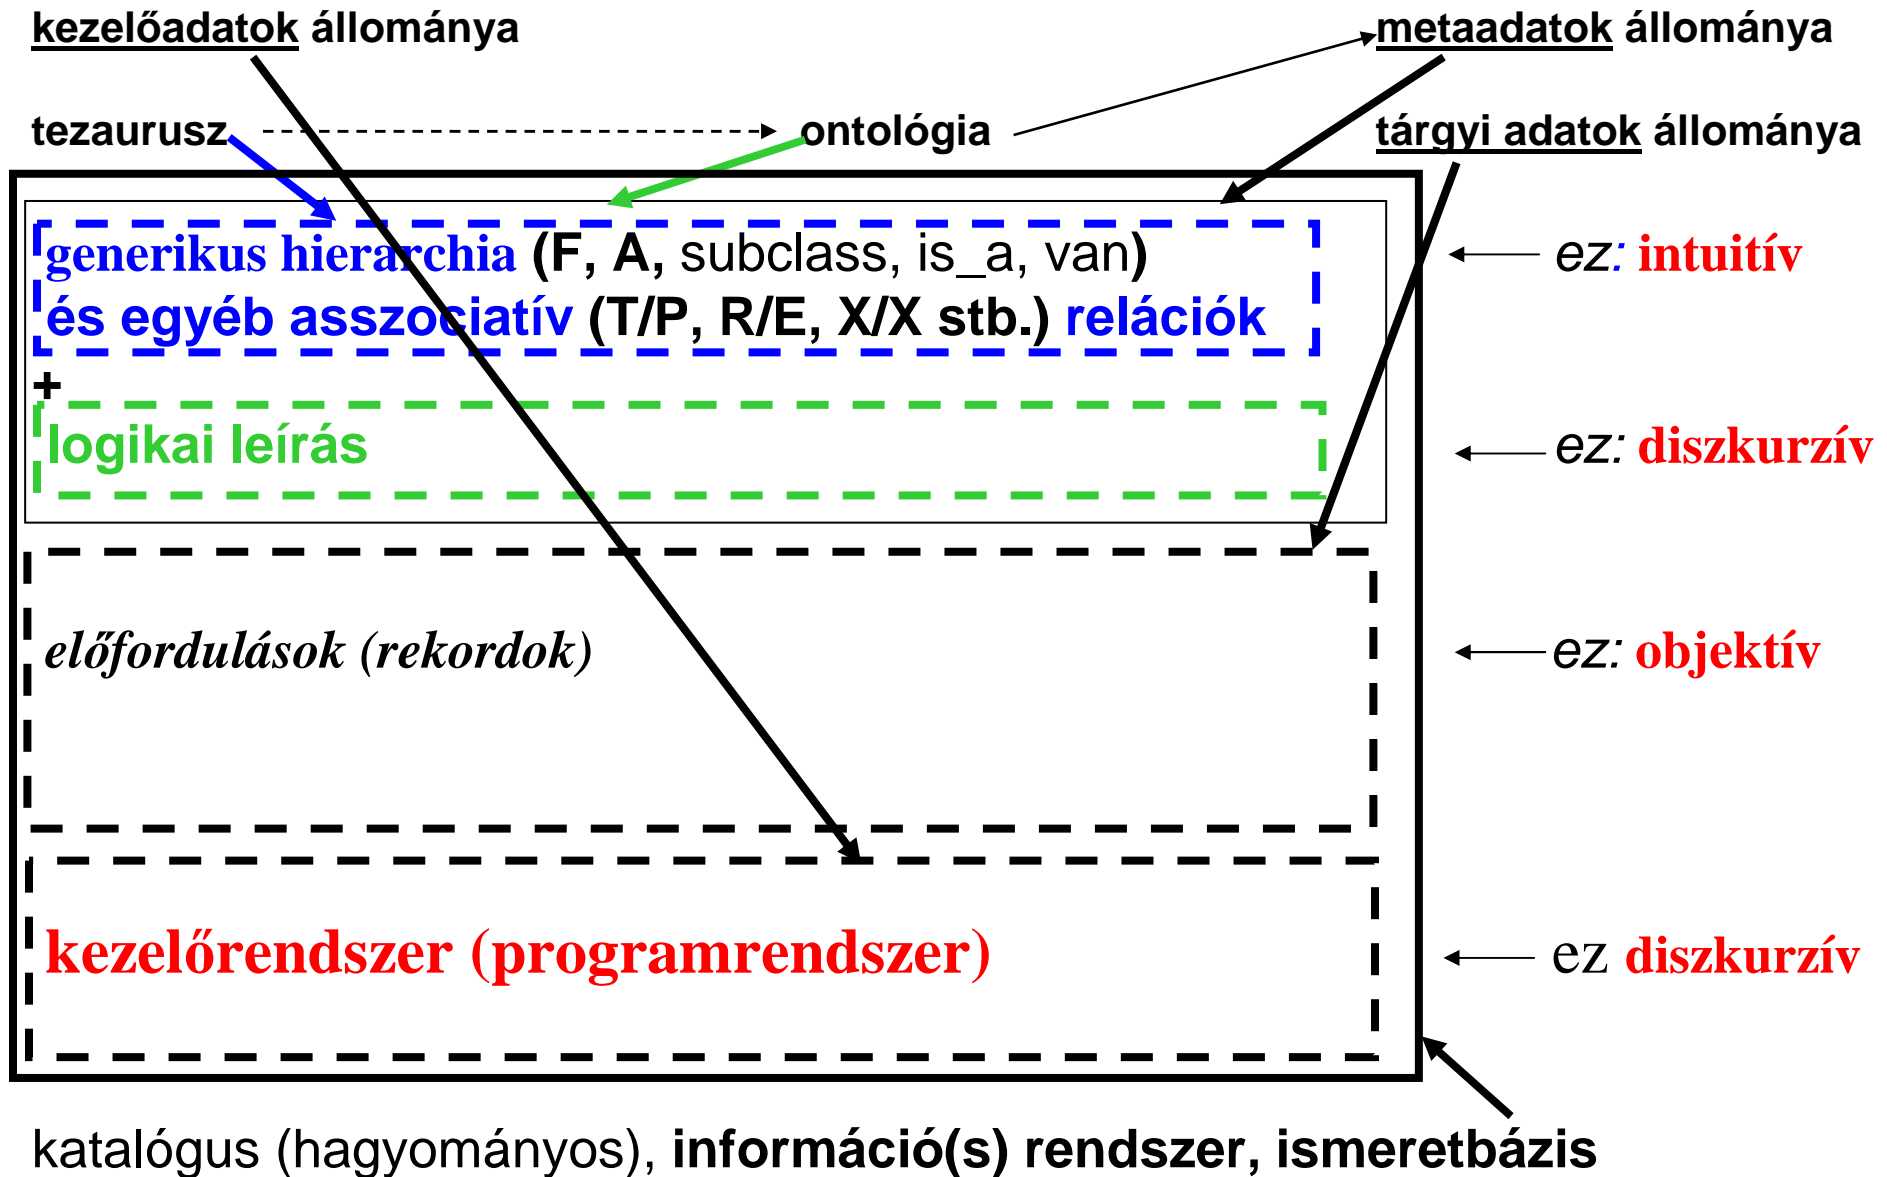 kezelőadatok állománya
metaadatok állománya
tezaurusz
ontológia
tárgyi adatok állománya
generikus hierarchia (F, A, subclass, is_a, van)
és egyéb asszociatív (T/P, R/E, X/X stb.) relációk
ez: intuitív
+
logikai leírás
ez: diszkurzív
előfordulások (rekordok)
ez: objektív
kezelőrendszer (programrendszer)
ez diszkurzív
katalógus (hagyományos), információ(s) rendszer, ismeretbázis